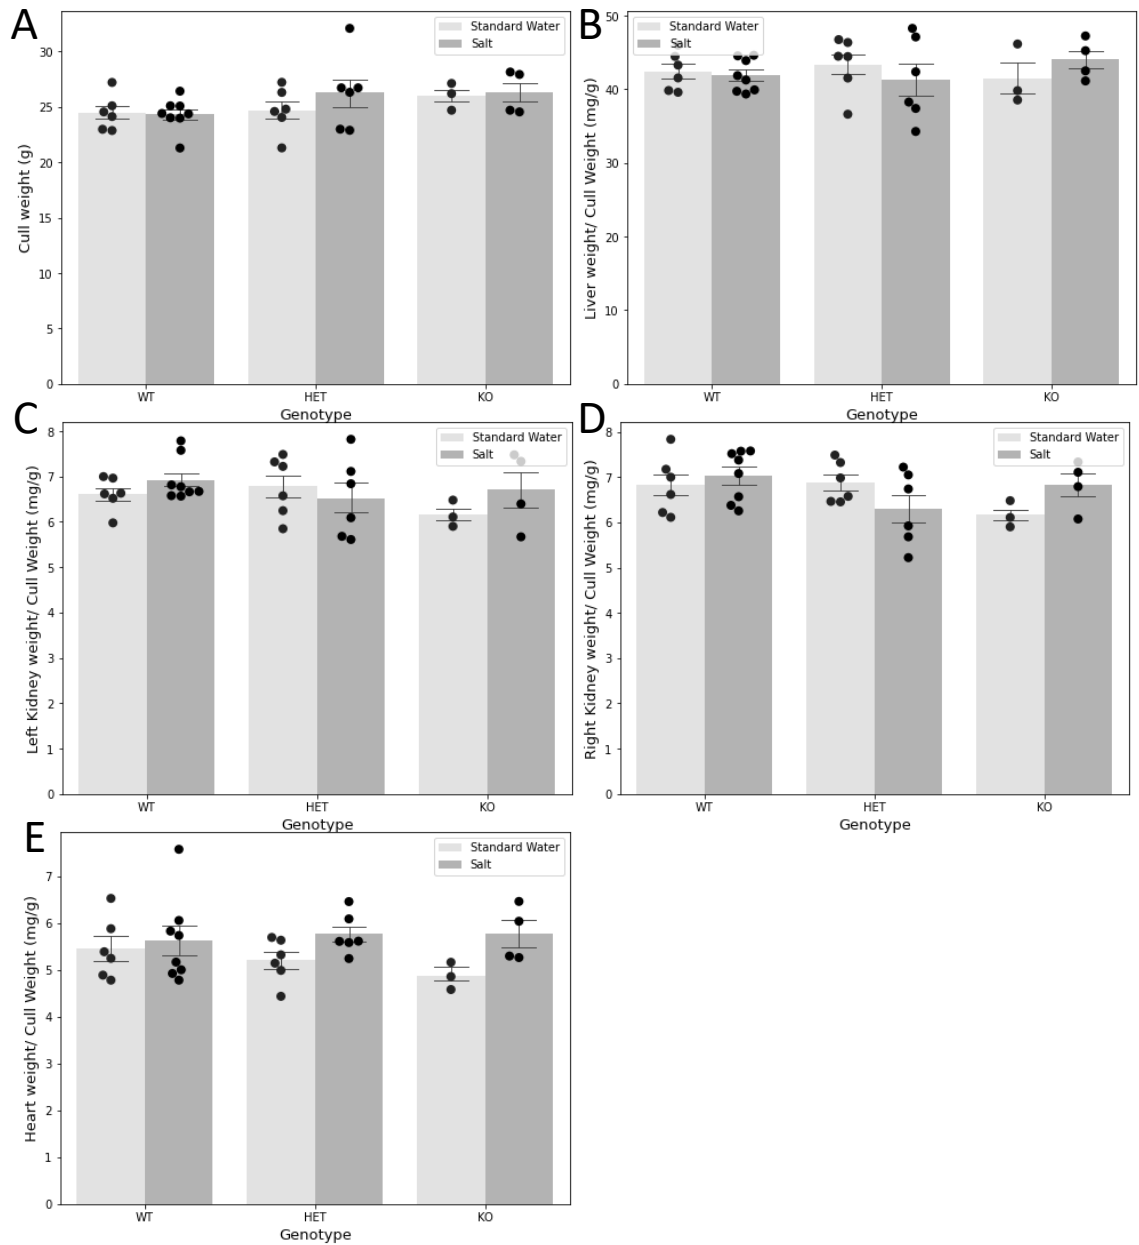 A
Standard Water
Salt
30
25
20
15
10
5
0
Cull weight (g)
WT
HET
KO
Genotype
B
Standard Water
Salt
50
40
30
20
10
0
Liver weight/ Cull Weight (mg/g)
WT
HET
KO
Genotype
C
Standard Water
Salt
8
7
6
5
4
3
2
1
0
Left Kidney weight/ Cull Weight (mg/g)
WT
HET
KO
Genotype
D
Standard Water
Salt
8
7
6
5
4
3
2
1
0
Right Kidney weight/ Cull Weight (mg/g)
WT
HET
KO
Genotype
E
Standard Water
Salt
7
6
5
4
3
2
1
0
Heart weight/ Cull Weight (mg/g)
WT
HET
KO
Genotype